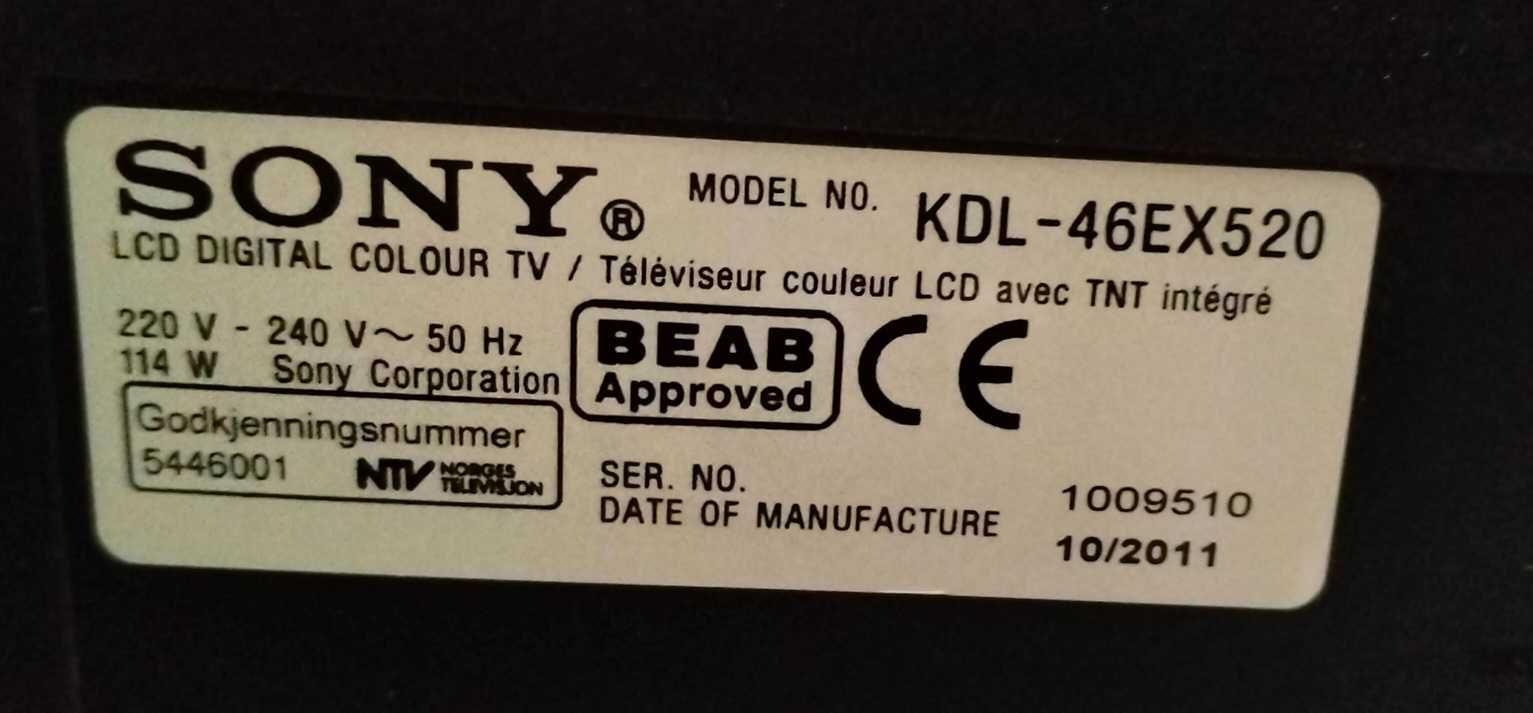 SONY®
MODEL NO. KDL-46EX520
LCD DIGITAL COLOUR TV / Téléviseur couleur LCD avec TNT intégré
220 V - 240 V~ 50 Hz
114 W Sony Corporation
BEAB
Approved
CE
Godkjenningsnummer
5446001 NTV NORGES TELEVISJON
SER. NO. 1009510
DATE OF MANUFACTURE 10/2011